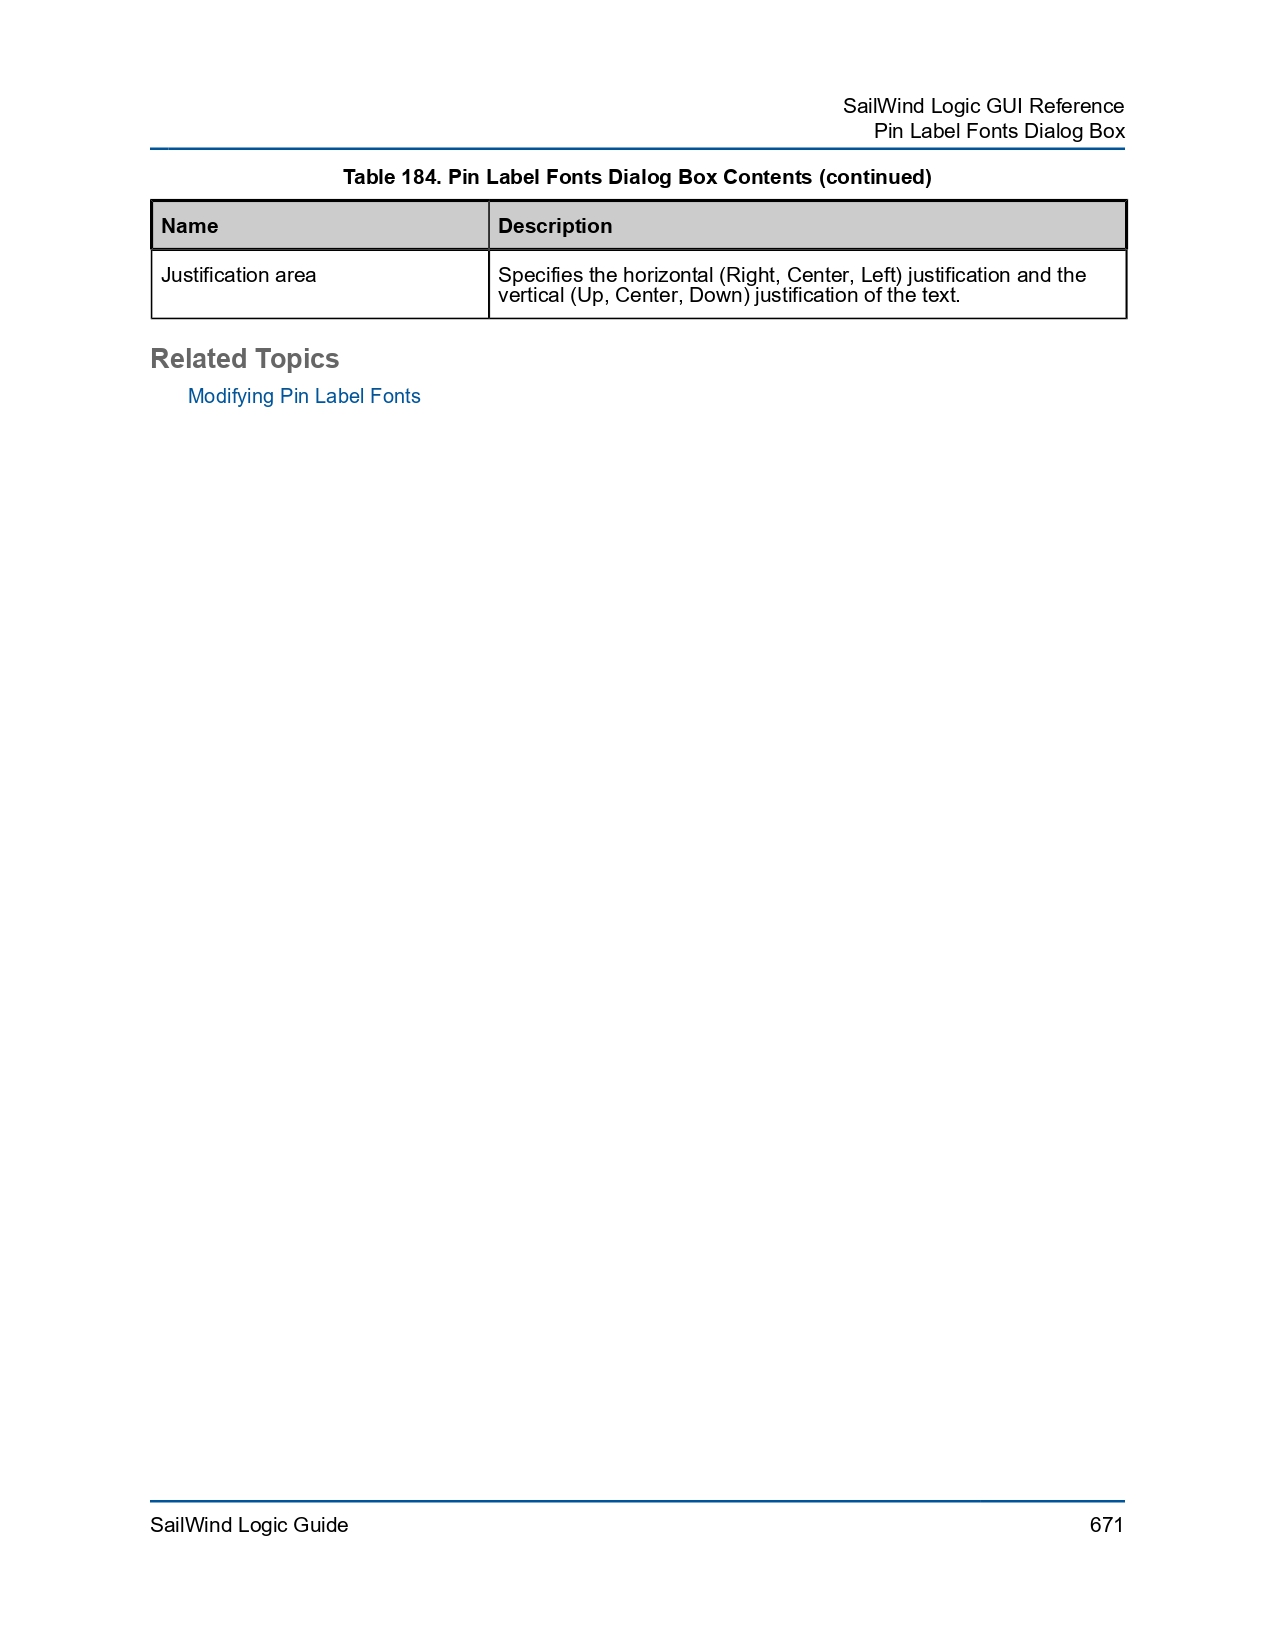 SailWind Logic GUI Reference
Pin Label Fonts Dialog Box
Table 184. Pin Label Fonts Dialog Box Contents (continued)
Name
Description
Justification area
Specifies the horizontal (Right, Center, Left) justification and the
vertical (Up, Center, Down) justification of the text.
Related Topics
Modifying Pin Label Fonts
SailWind Logic Guide
671